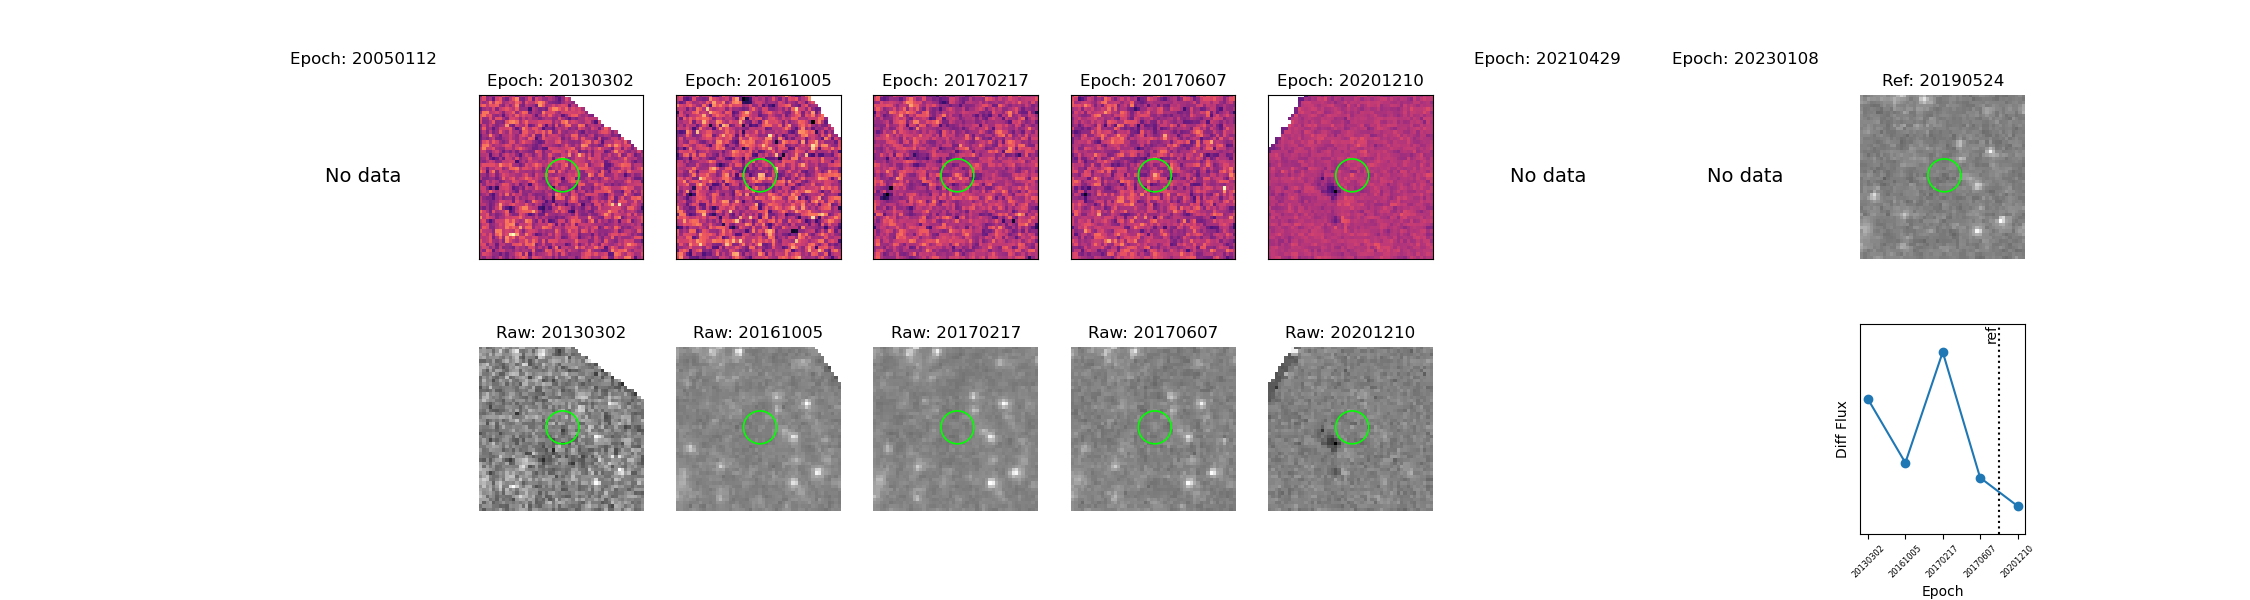 Epoch: 20050112
Epoch: 20130302
Epoch: 20161005
Epoch: 20170217
Epoch: 20170607
Epoch: 20201210
Epoch: 20210429
Epoch: 20230108
Ref: 20190524
No data
No data
No data
Raw: 20130302
Raw: 20161005
Raw: 20170217
Raw: 20170607
Raw: 20201210
ref
Diff Flux
20130302
20161005
20170217
20170607
20201210
Epoch